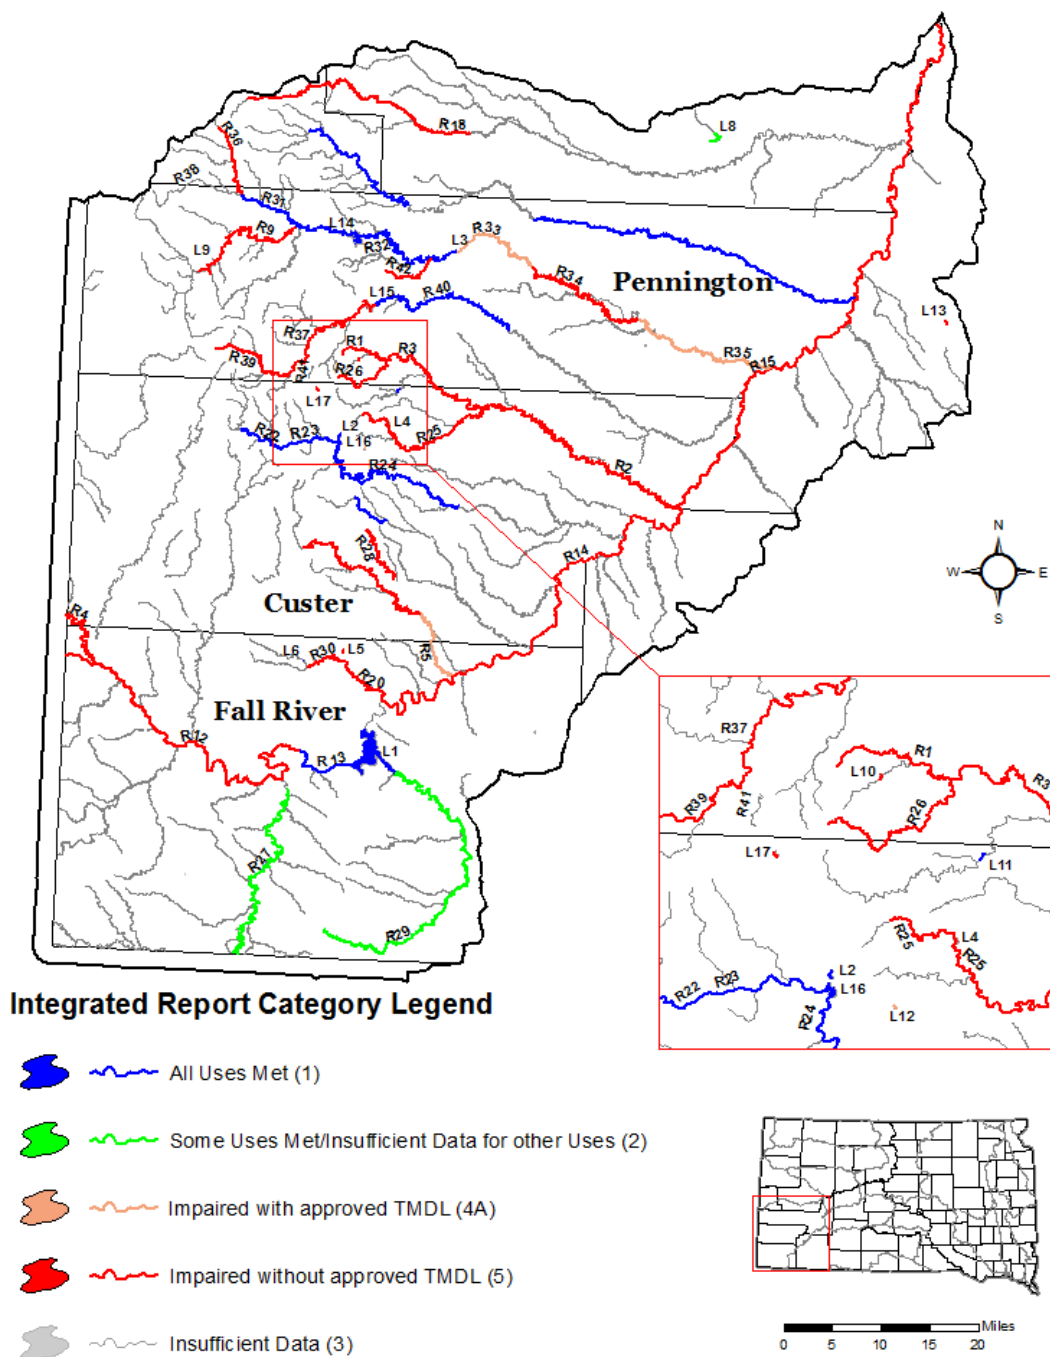 R18
L8
R36
R38
R31
L14
R9
L9
R32
R42
L3
R33
R34
Pennington
L13
L15
R40
R37
R1
R3
R39
R41
R26
R35
R15
L17
L2
L4
R22
R23
L16
R25
R24
R2
R28
R14
N
W
E
S
Custer
R4
L6
R30
L5
R20
R5
Fall River
R12
R13
L1
R27
R29
R37
R1
L10
R39
R41
R26
R3
L17
L11
R25
L4
R25
L2
R22
R23
L16
R24
L12
Integrated Report Category Legend
All Uses Met (1)
Some Uses Met/Insufficient Data for other Uses (2)
Impaired with approved TMDL (4A)
Impaired without approved TMDL (5)
Insufficient Data (3)
Miles
0 5 10 15 20